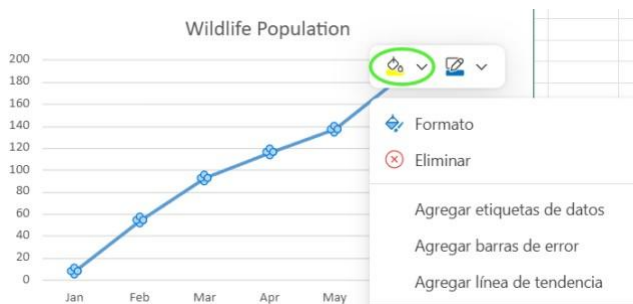 Wildlife Population
200
180
160
140
120
100
80
60
40
20
0
Jan Feb Mar Apr May
Formato
Eliminar
Agregar etiquetas de datos
Agregar barras de error
Agregar línea de tendencia